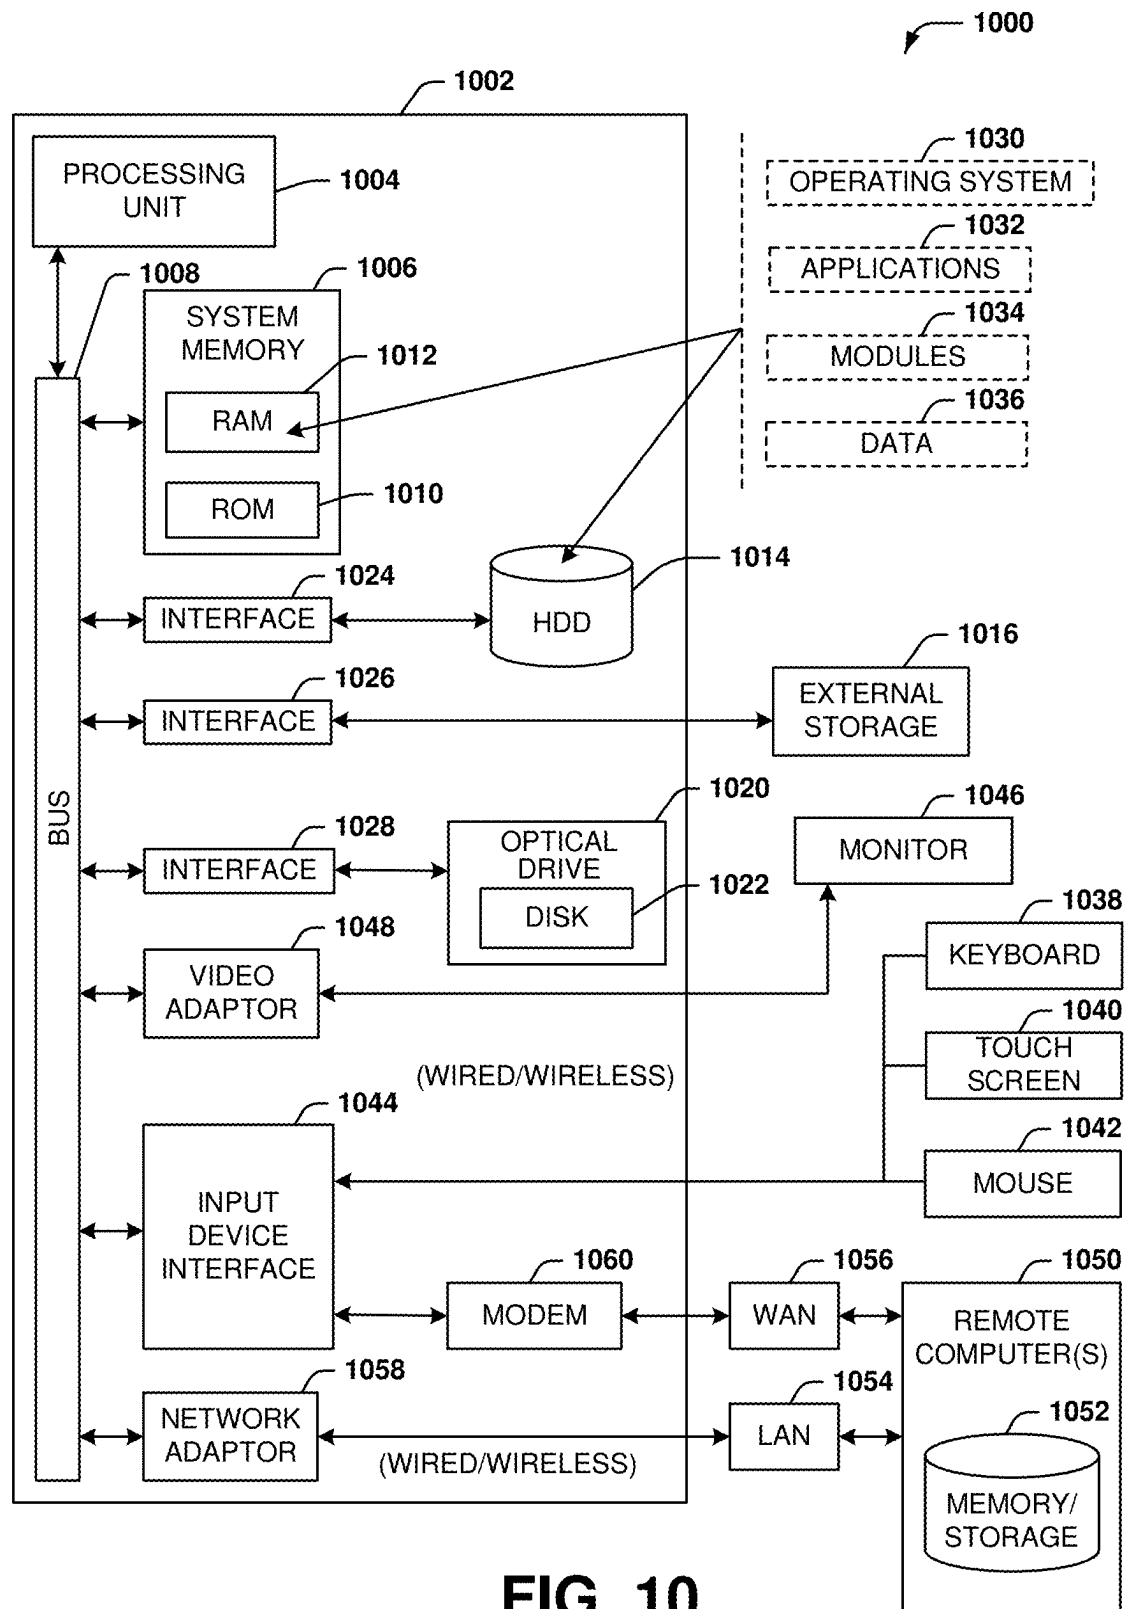 1000
1002
PROCESSING
UNIT
1004
1030
OPERATING SYSTEM
1032
APPLICATIONS
1034
MODULES
1036
DATA
1008
1006
SYSTEM
MEMORY
1012
RAM
1010
ROM
1024
INTERFACE
1014
HDD
1026
INTERFACE
1016
EXTERNAL
STORAGE
BUS
1028
INTERFACE
1020
OPTICAL
DRIVE
1022
DISK
1046
MONITOR
1048
VIDEO
ADAPTOR
1038
KEYBOARD
1040
TOUCH
SCREEN
(WIRED/WIRELESS)
1044
INPUT
DEVICE
INTERFACE
1042
MOUSE
1060
MODEM
1056
WAN
1050
REMOTE
COMPUTER(S)
1058
NETWORK
ADAPTOR
(WIRED/WIRELESS)
1054
LAN
1052
MEMORY/
STORAGE
FIG. 10